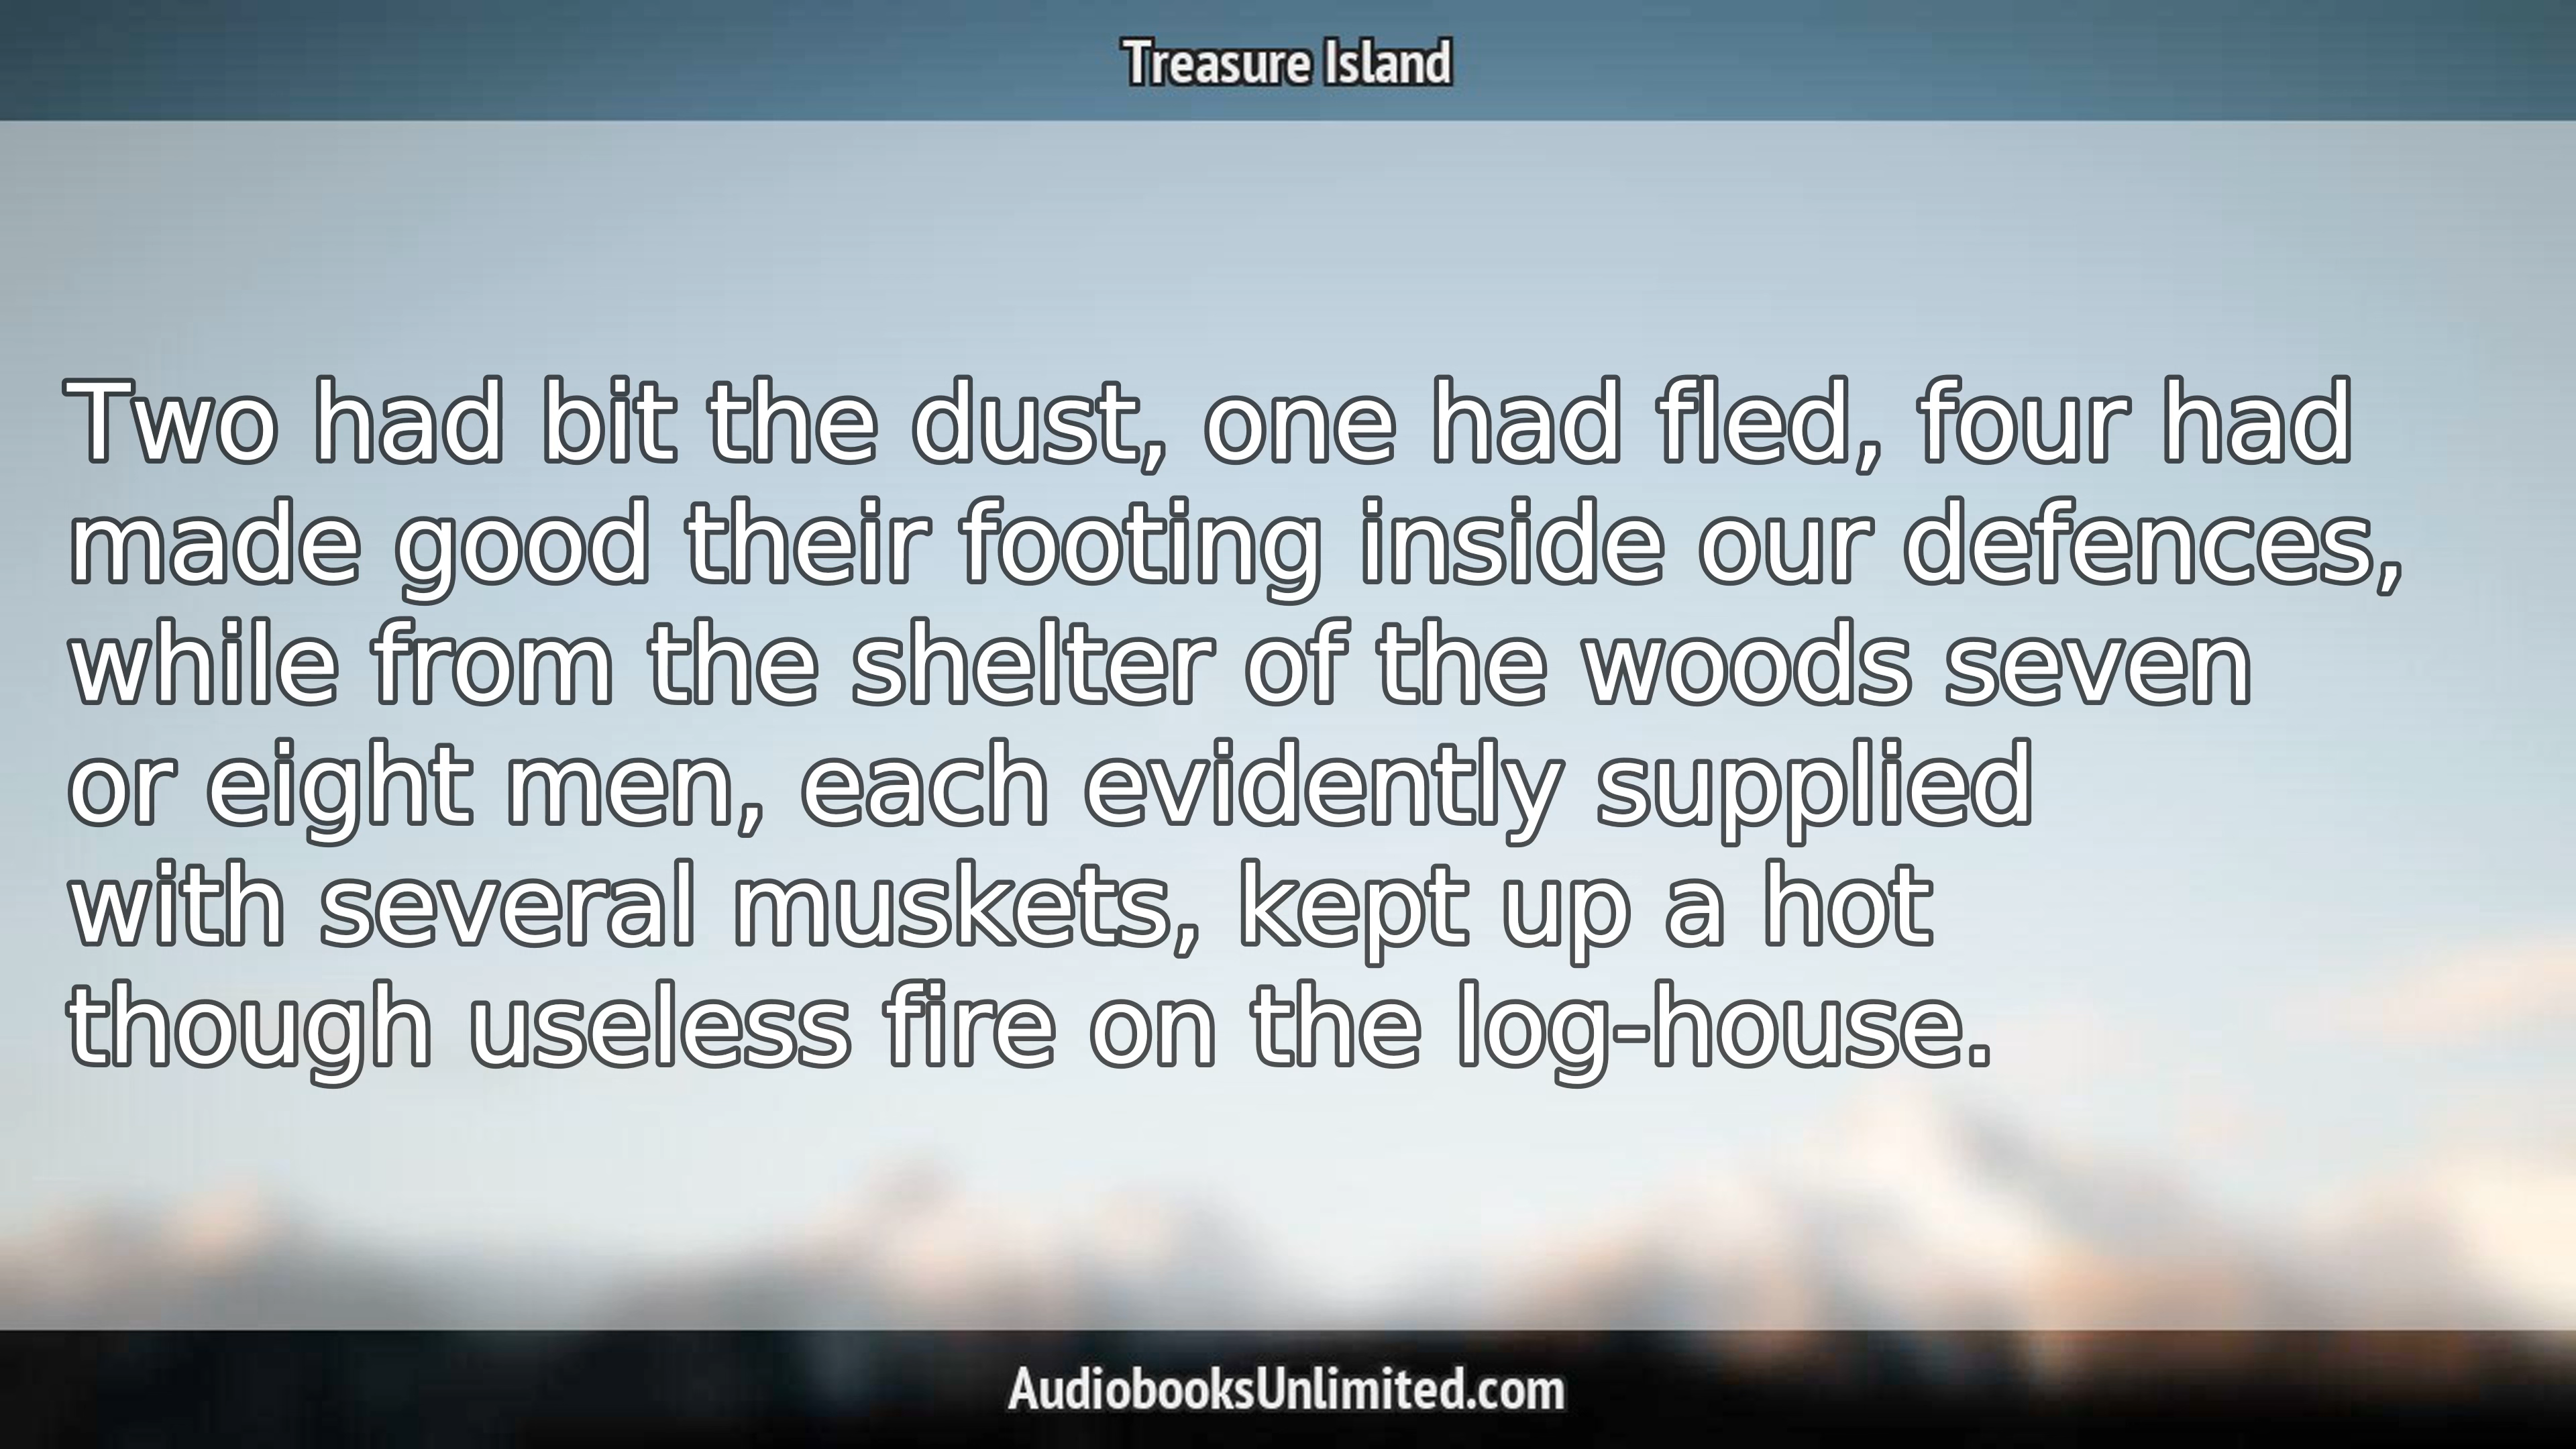 Treasure Island
Two had bit the dust, one had fled, four had
made good their footing inside our defences,
while from the shelter of the woods seven
or eight men, each evidently supplied
with several muskets, kept up a hot
though useless fire on the log-house.
AudiobooksUnlimited.com